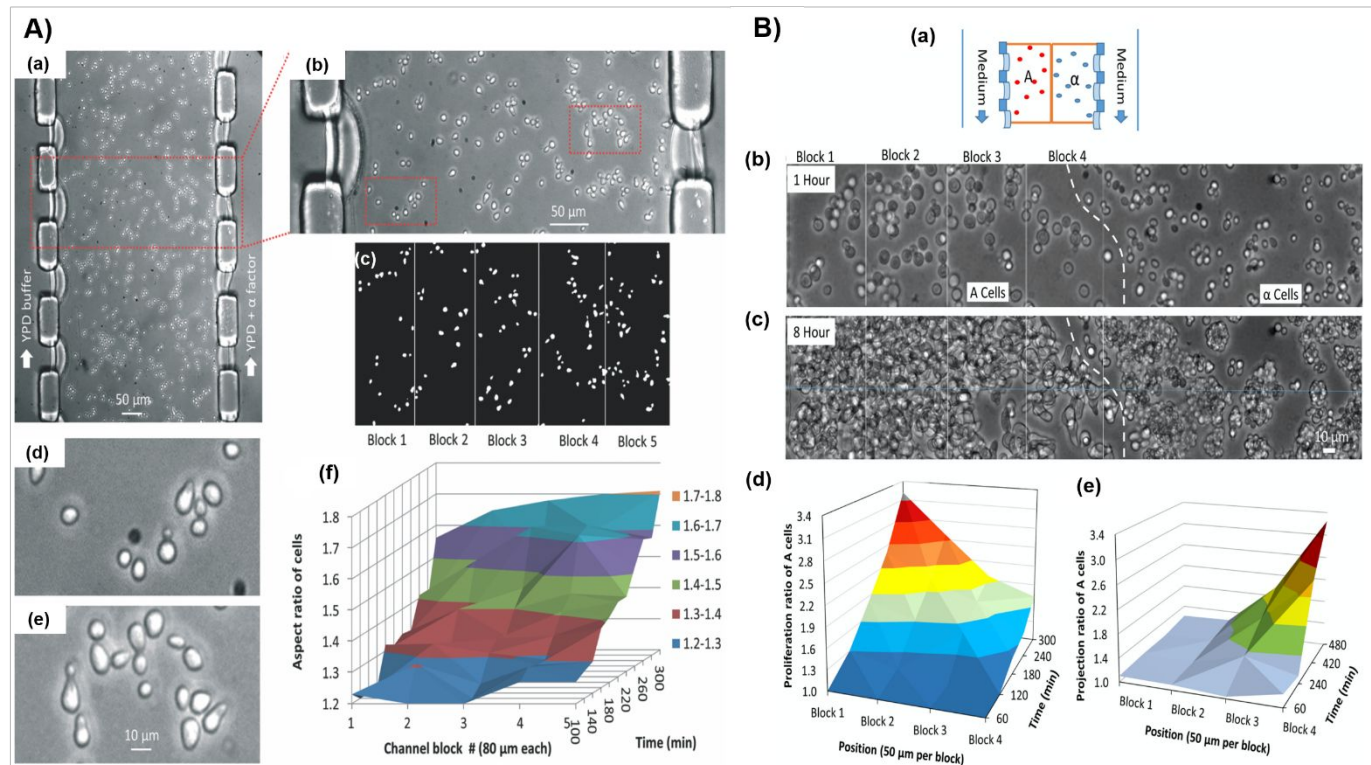 A)
(a)
YPD buffer
YPD + α factor
50 µm
(b)
50 µm
(c)
Block 1 Block 2 Block 3 Block 4 Block 5
(d)
(e)
10 µm
(f)
Aspect ratio of cells
1.8
1.7
1.6
1.5
1.4
1.3
1.2
1 2 3 4 5
Channel block # (80 µm each)
100 140 180 220 260 300
Time (min)
1.7-1.8
1.6-1.7
1.5-1.6
1.4-1.5
1.3-1.4
1.2-1.3
B)
(a)
Medium
A
α
Medium
Block 1 Block 2 Block 3 Block 4
(b)
1 Hour
A Cells
α Cells
(c)
8 Hour
10 µm
(d)
Proliferation ratio of A cells
3.4
3.1
2.8
2.5
2.2
1.9
1.6
1.3
1.0
Block 1 Block 2 Block 3 Block 4
Position (50 µm per block)
60 120 180 240 300
Time (min)
(e)
Projection ratio of A cells
3.4
3.0
2.6
2.2
1.8
1.4
1.0
Block 1 Block 2 Block 3 Block 4
Position (50 µm per block)
60 240 420 480
Time (min)